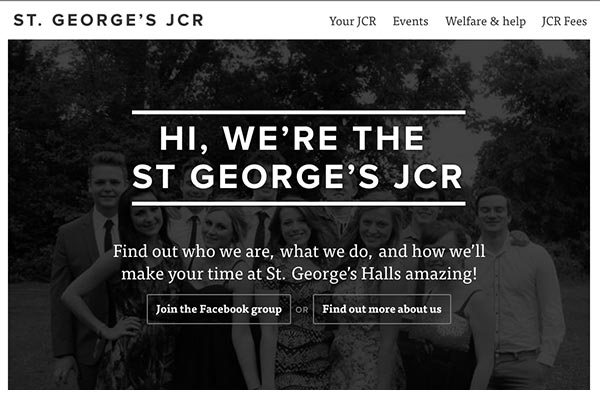 ST. GEORGE'S JCR
Your JCR Events Welfare & help JCR Fees
HI, WE'RE THE
ST GEORGE'S JCR
Find out who we are, what we do, and how we'll
make your time at St. George's Halls amazing!
Join the Facebook group OR Find out more about us